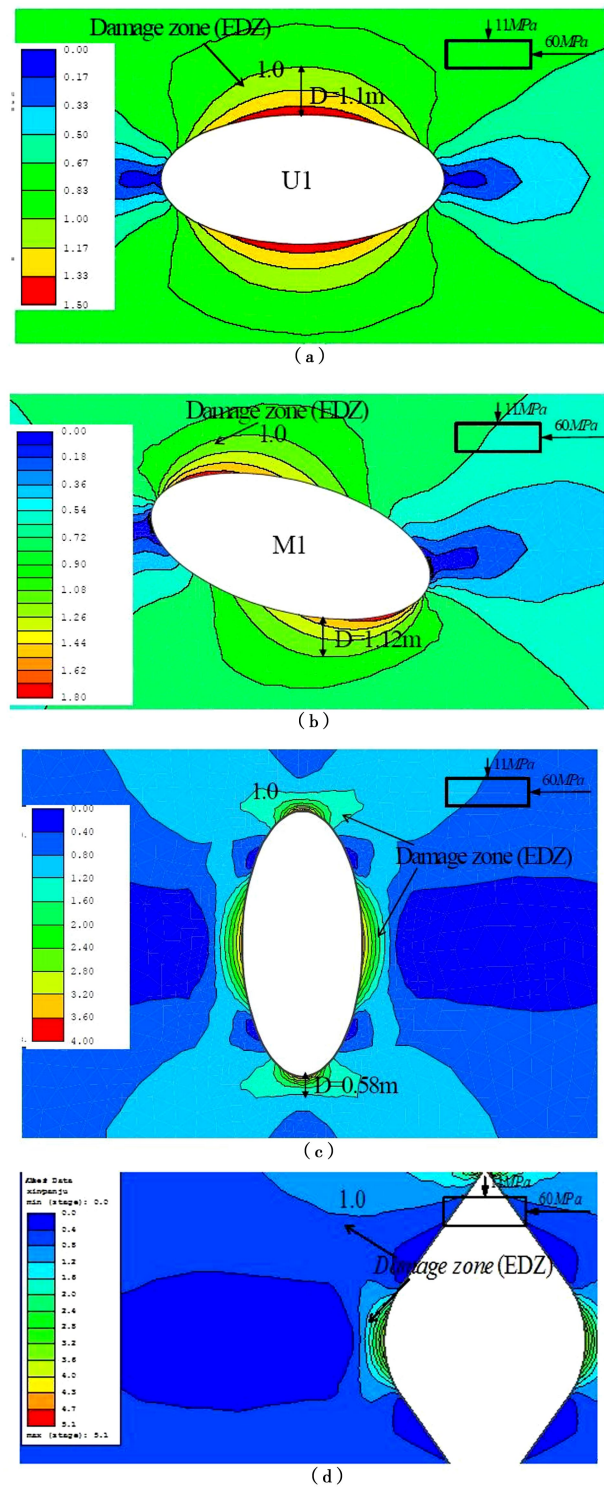 Damage zone (EDZ)
11MPa
60MPa
1.0
D=1.1m
U1
0.00
0.17
0.33
0.50
0.67
0.83
1.00
1.17
1.33
1.50
(a)
Damage zone (EDZ)
11MPa
60MPa
1.0
M1
D=1.12m
0.00
0.18
0.36
0.54
0.72
0.90
1.08
1.26
1.44
1.62
1.80
(b)
11MPa
60MPa
1.0
Damage zone (EDZ)
D=0.58m
0.00
0.40
0.80
1.20
1.60
2.00
2.40
2.80
3.20
3.60
4.00
(c)
Data
xinpanju
min (stage): 0.0
0.0
0.4
0.8
1.2
1.6
2.0
2.4
2.8
3.2
3.6
4.0
4.3
4.7
5.1
max (stage): 5.1
11MPa
60MPa
1.0
Damage zone (EDZ)
(d)